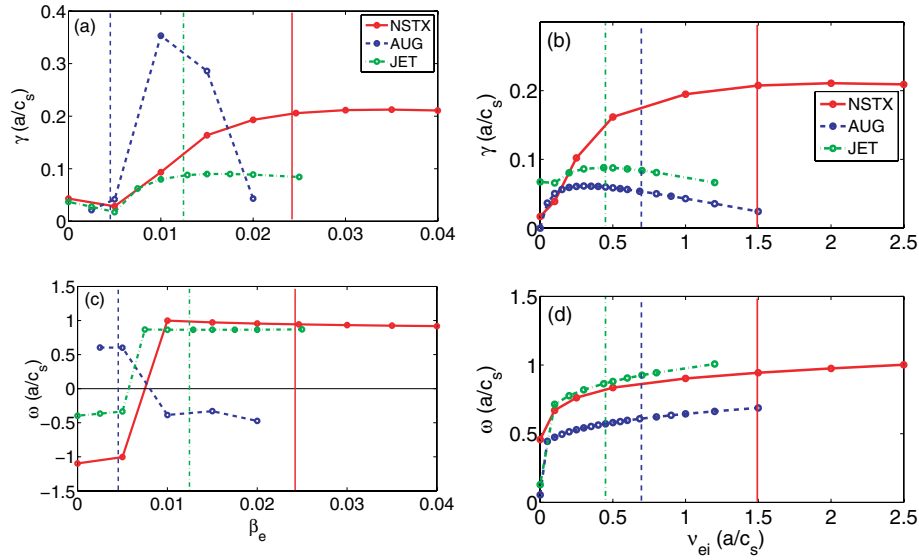 (a)
NSTX
AUG
JET
γ (a/c_s)
0.4
0.3
0.2
0.1
0
0 0.01 0.02 0.03 0.04
(b)
NSTX
AUG
JET
γ (a/c_s)
0.2
0.1
0
0 0.5 1 1.5 2 2.5
(c)
ω (a/c_s)
1.5
1
0.5
0
−0.5
−1
−1.5
0 0.01 0.02 0.03 0.04
β_e
(d)
ω (a/c_s)
1.5
1
0.5
0
0 0.5 1 1.5 2 2.5
ν_ei (a/c_s)